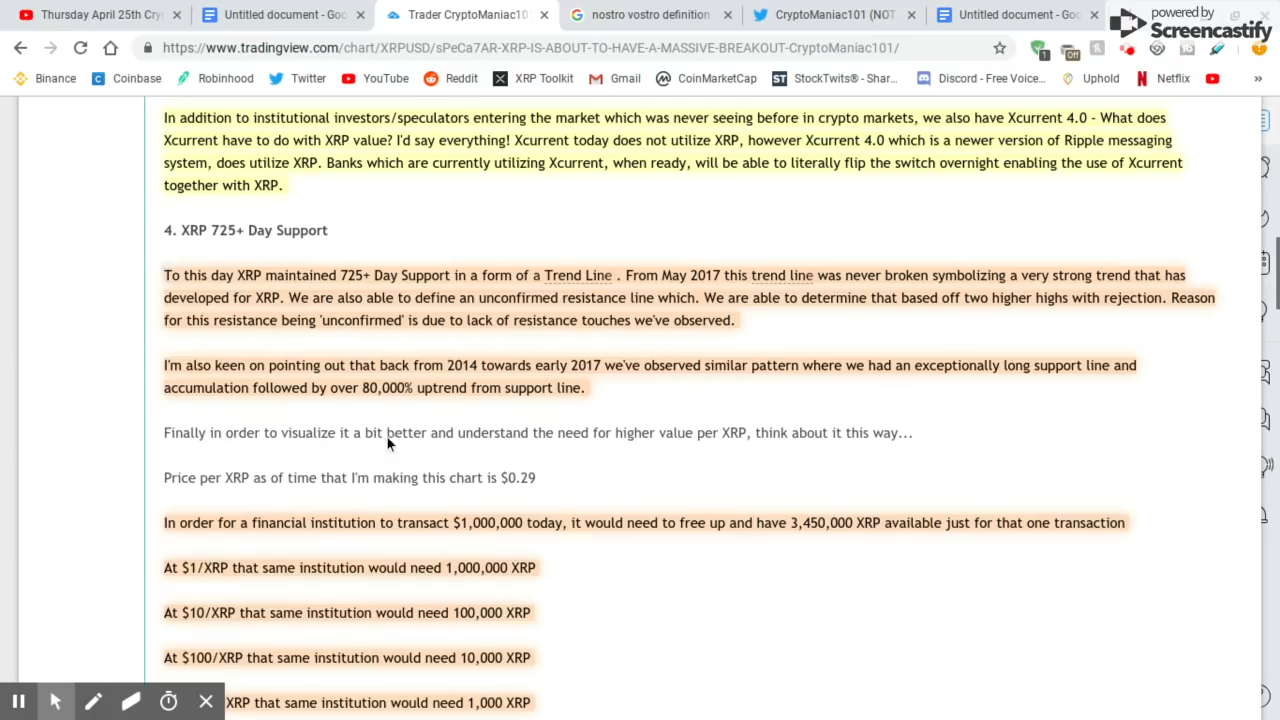 Thursday April 25th Cry
Untitled document - Goo
Trader CryptoManiac10
nostro vostro definition
CryptoManiac101 (NOT
Untitled document - Goo
powered by
Screencastify
https://www.tradingview.com/chart/XRPUSD/sPeCa7AR-XRP-IS-ABOUT-TO-HAVE-A-MASSIVE-BREAKOUT-CryptoManiac101/
1
Off
Binance
Coinbase
Robinhood
Twitter
YouTube
Reddit
XRP Toolkit
Gmail
CoinMarketCap
ST
StockTwits® - Shar...
Discord - Free Voice...
Uphold
Netflix
In addition to institutional investors/speculators entering the market which was never seeing before in crypto markets, we also have Xcurrent 4.0 - What does
Xcurrent have to do with XRP value? I'd say everything! Xcurrent today does not utilize XRP, however Xcurrent 4.0 which is a newer version of Ripple messaging
system, does utilize XRP. Banks which are currently utilizing Xcurrent, when ready, will be able to literally flip the switch overnight enabling the use of Xcurrent
together with XRP.
4. XRP 725+ Day Support
To this day XRP maintained 725+ Day Support in a form of a Trend Line . From May 2017 this trend line was never broken symbolizing a very strong trend that has
developed for XRP. We are also able to define an unconfirmed resistance line which. We are able to determine that based off two higher highs with rejection. Reason
for this resistance being 'unconfirmed' is due to lack of resistance touches we've observed.
I'm also keen on pointing out that back from 2014 towards early 2017 we've observed similar pattern where we had an exceptionally long support line and
accumulation followed by over 80,000% uptrend from support line.
Finally in order to visualize it a bit better and understand the need for higher value per XRP, think about it this way...
Price per XRP as of time that I'm making this chart is $0.29
In order for a financial institution to transact $1,000,000 today, it would need to free up and have 3,450,000 XRP available just for that one transaction
At $1/XRP that same institution would need 1,000,000 XRP
At $10/XRP that same institution would need 100,000 XRP
At $100/XRP that same institution would need 10,000 XRP
XRP that same institution would need 1,000 XRP